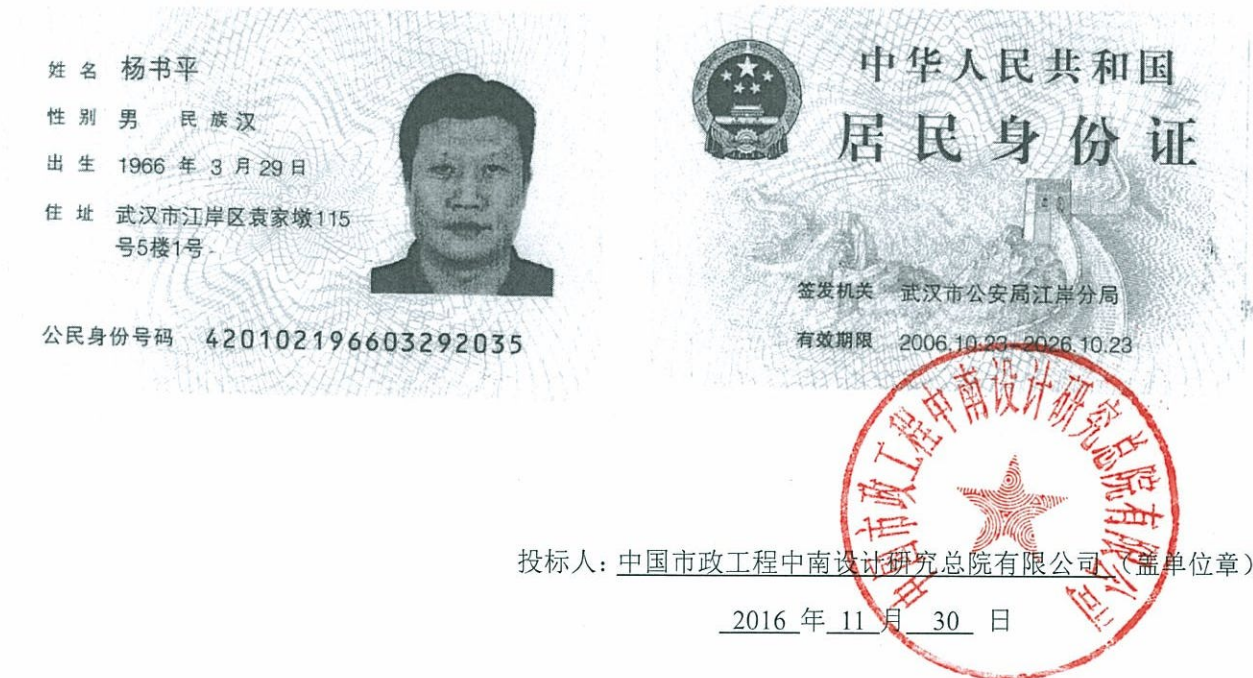 姓名 杨书平
性别 男 民族 汉
出生 1966 年 3 月 29 日
住址 武汉市江岸区袁家墩115
号5楼1号
公民身份号码 420102196603292035
中华人民共和国
居民身份证
签发机关 武汉市公安局江岸分局
有效期限 2006.10.23-2026.10.23
中国市政工程中南设计研究总院有限公司
投标人: 中国市政工程中南设计研究总院有限公司 (盖单位章)
2016 年 11 月 30 日